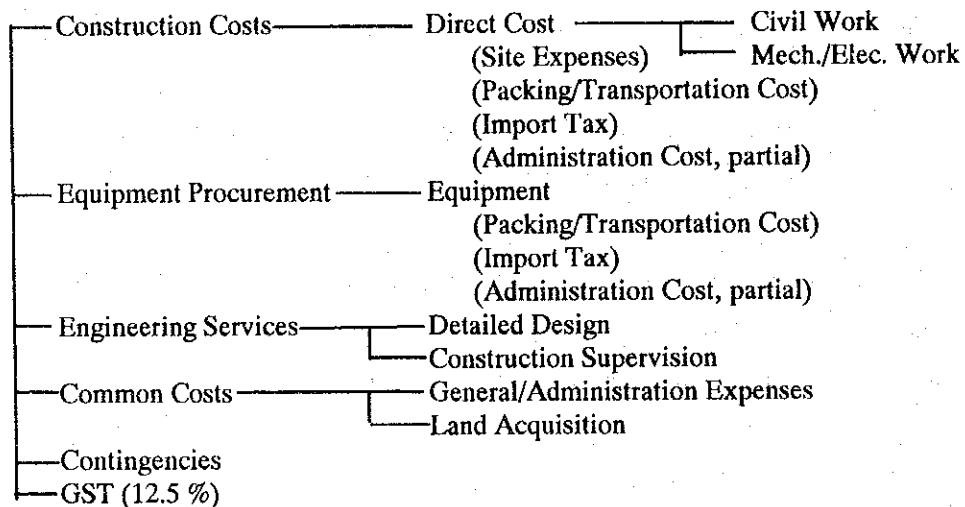 Construction Costs Direct Cost Civil Work
(Site Expenses) Mech./Elec. Work
(Packing/Transportation Cost)
(Import Tax)
(Administration Cost, partial)
Equipment Procurement Equipment
(Packing/Transportation Cost)
(Import Tax)
(Administration Cost, partial)
Engineering Services Detailed Design
Construction Supervision
Common Costs General/Administration Expenses
Land Acquisition
Contingencies
GST (12.5 %)